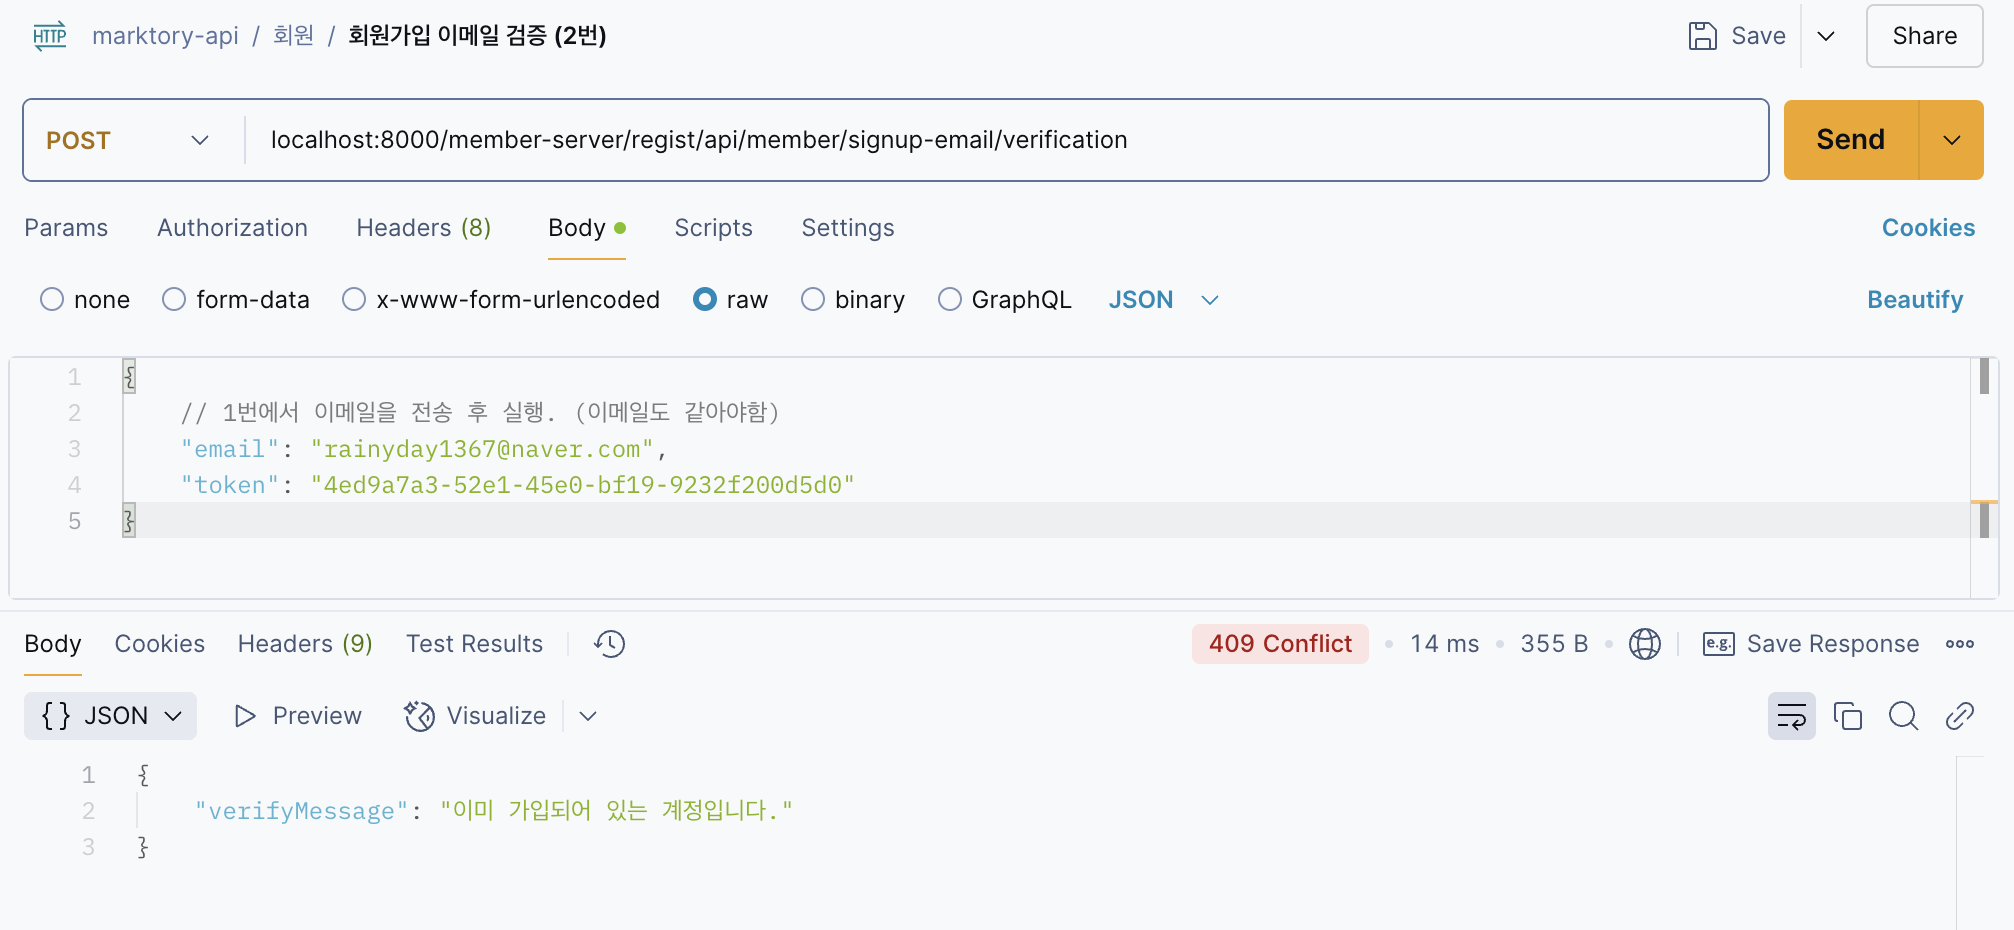 HTTP marktory-api / 회원 / 회원가입 이메일 검증 (2번) Save Share
POST localhost:8000/member-server/regist/api/member/signup-email/verification Send
Params Authorization Headers (8) Body Scripts Settings Cookies
none form-data x-www-form-urlencoded raw binary GraphQL JSON Beautify
1 {
2 // 1번에서 이메일을 전송 후 실행. (이메일도 같아야함)
3 "email": "rainyday1367@naver.com",
4 "token": "4ed9a7a3-52e1-45e0-bf19-9232f200d5d0"
5 }
Body Cookies Headers (9) Test Results 409 Conflict • 14 ms • 355 B • e.g. Save Response
{} JSON Preview Visualize
1 {
2 "verifyMessage": "이미 가입되어 있는 계정입니다."
3 }